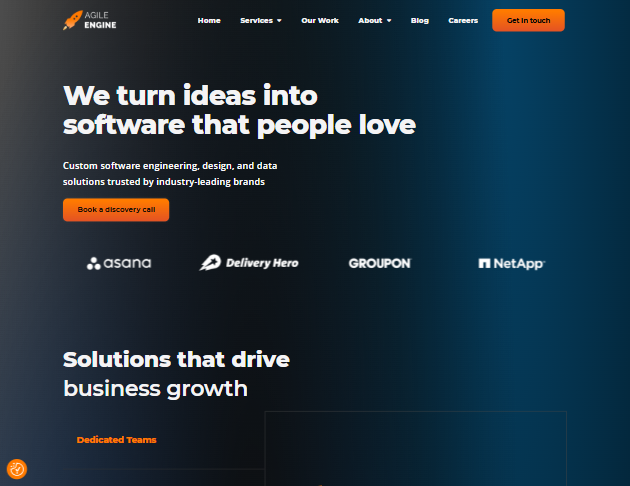 AGILE
ENGINE
Home Services Our Work About Blog Careers Get in touch
We turn ideas into
software that people love
Custom software engineering, design, and data
solutions trusted by industry-leading brands
Book a discovery call
asana Delivery Hero GROUPON NetApp
Solutions that drive
business growth
Dedicated Teams